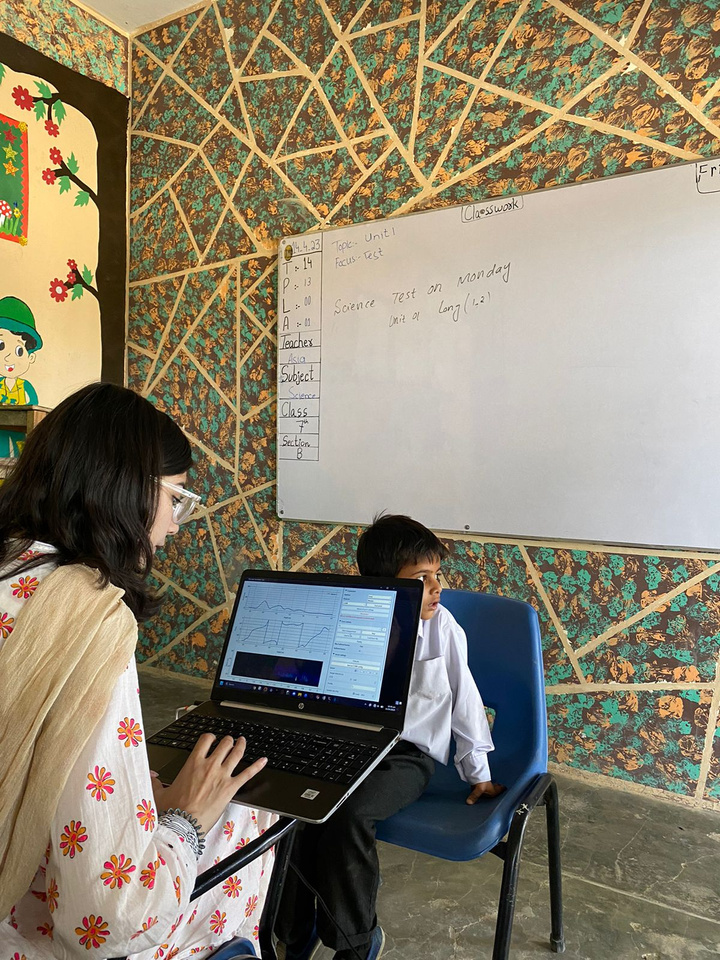 Classwork
Fri
14.4.23
Topic:- Unit 1
Focus:- Test
T :- 14
P :- 13
L :- 00
A :- 01
Teacher
Asia
Subject
Science
Class
7th
Section
B
Science Test on Monday
Unit 01 Long (1,2)
hp